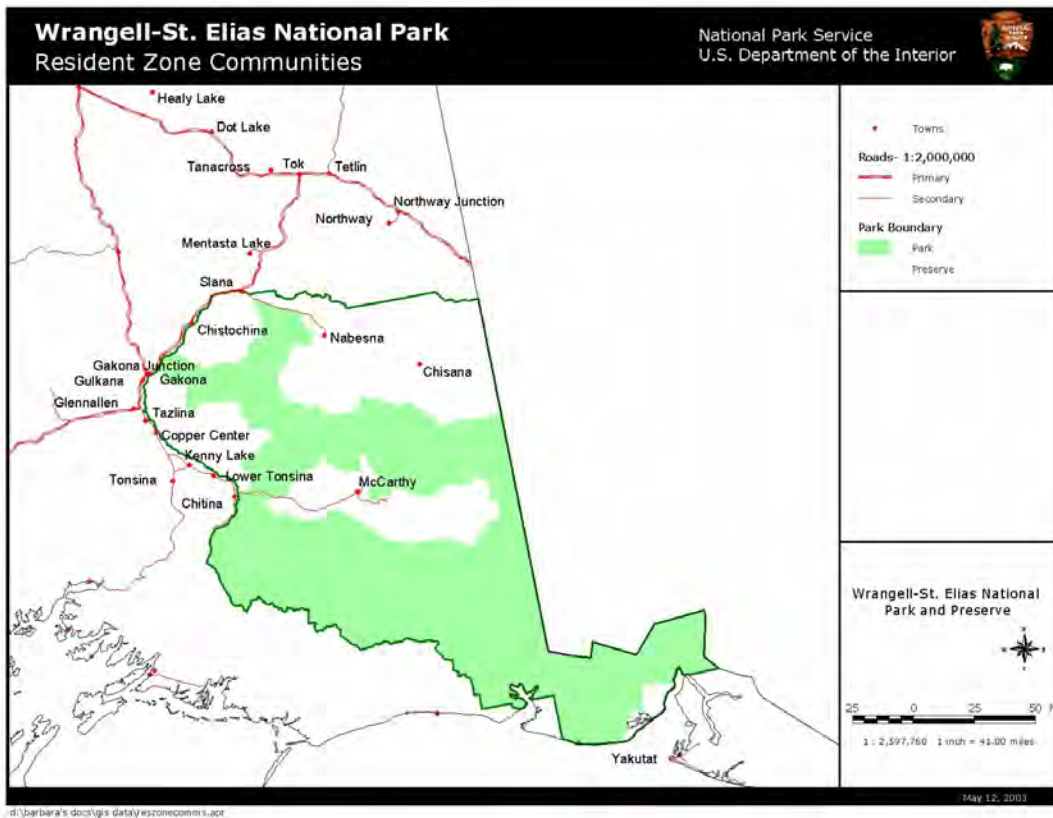 Wrangell-St. Elias National Park
Resident Zone Communities
National Park Service
U.S. Department of the Interior
Healy Lake
Dot Lake
Tanacross
Tok
Tetlin
Northway Junction
Northway
Mentasta Lake
Slana
Chistochina
Nabesna
Chisana
Gakona Junction
Gulkana
Gakona
Glennallen
Tazlina
Copper Center
Kenny Lake
Tonsina
Lower Tonsina
McCarthy
Chitina
Yakutat
Towns
Roads- 1:2,000,000
Primary
Secondary
Park Boundary
Park
Preserve
Wrangell-St. Elias National
Park and Preserve
25 0 25 50
1 : 2,597,760 1 inch = 41.00 miles
May 12, 2003
d:\barbara's docs\gis data\reszonecomms.apr